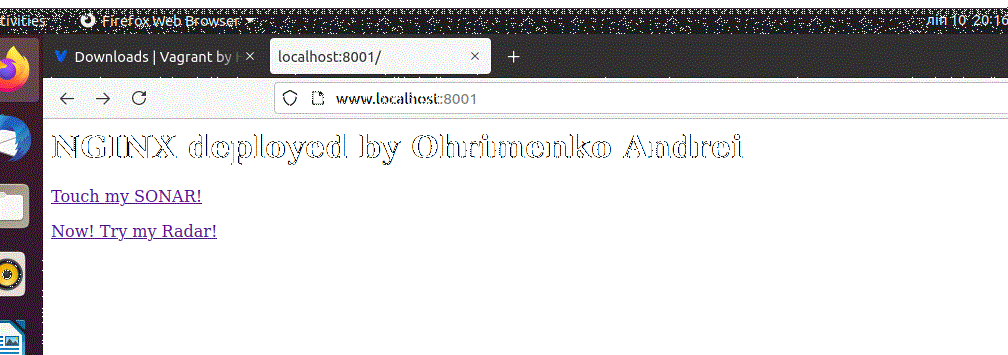 tivities Firefox Web Browser лип 10 20:16
Downloads | Vagrant by H
localhost:8001/
www.localhost:8001
NGINX deployed by Ohrimenko Andrei
Touch my SONAR!
Now! Try my Radar!